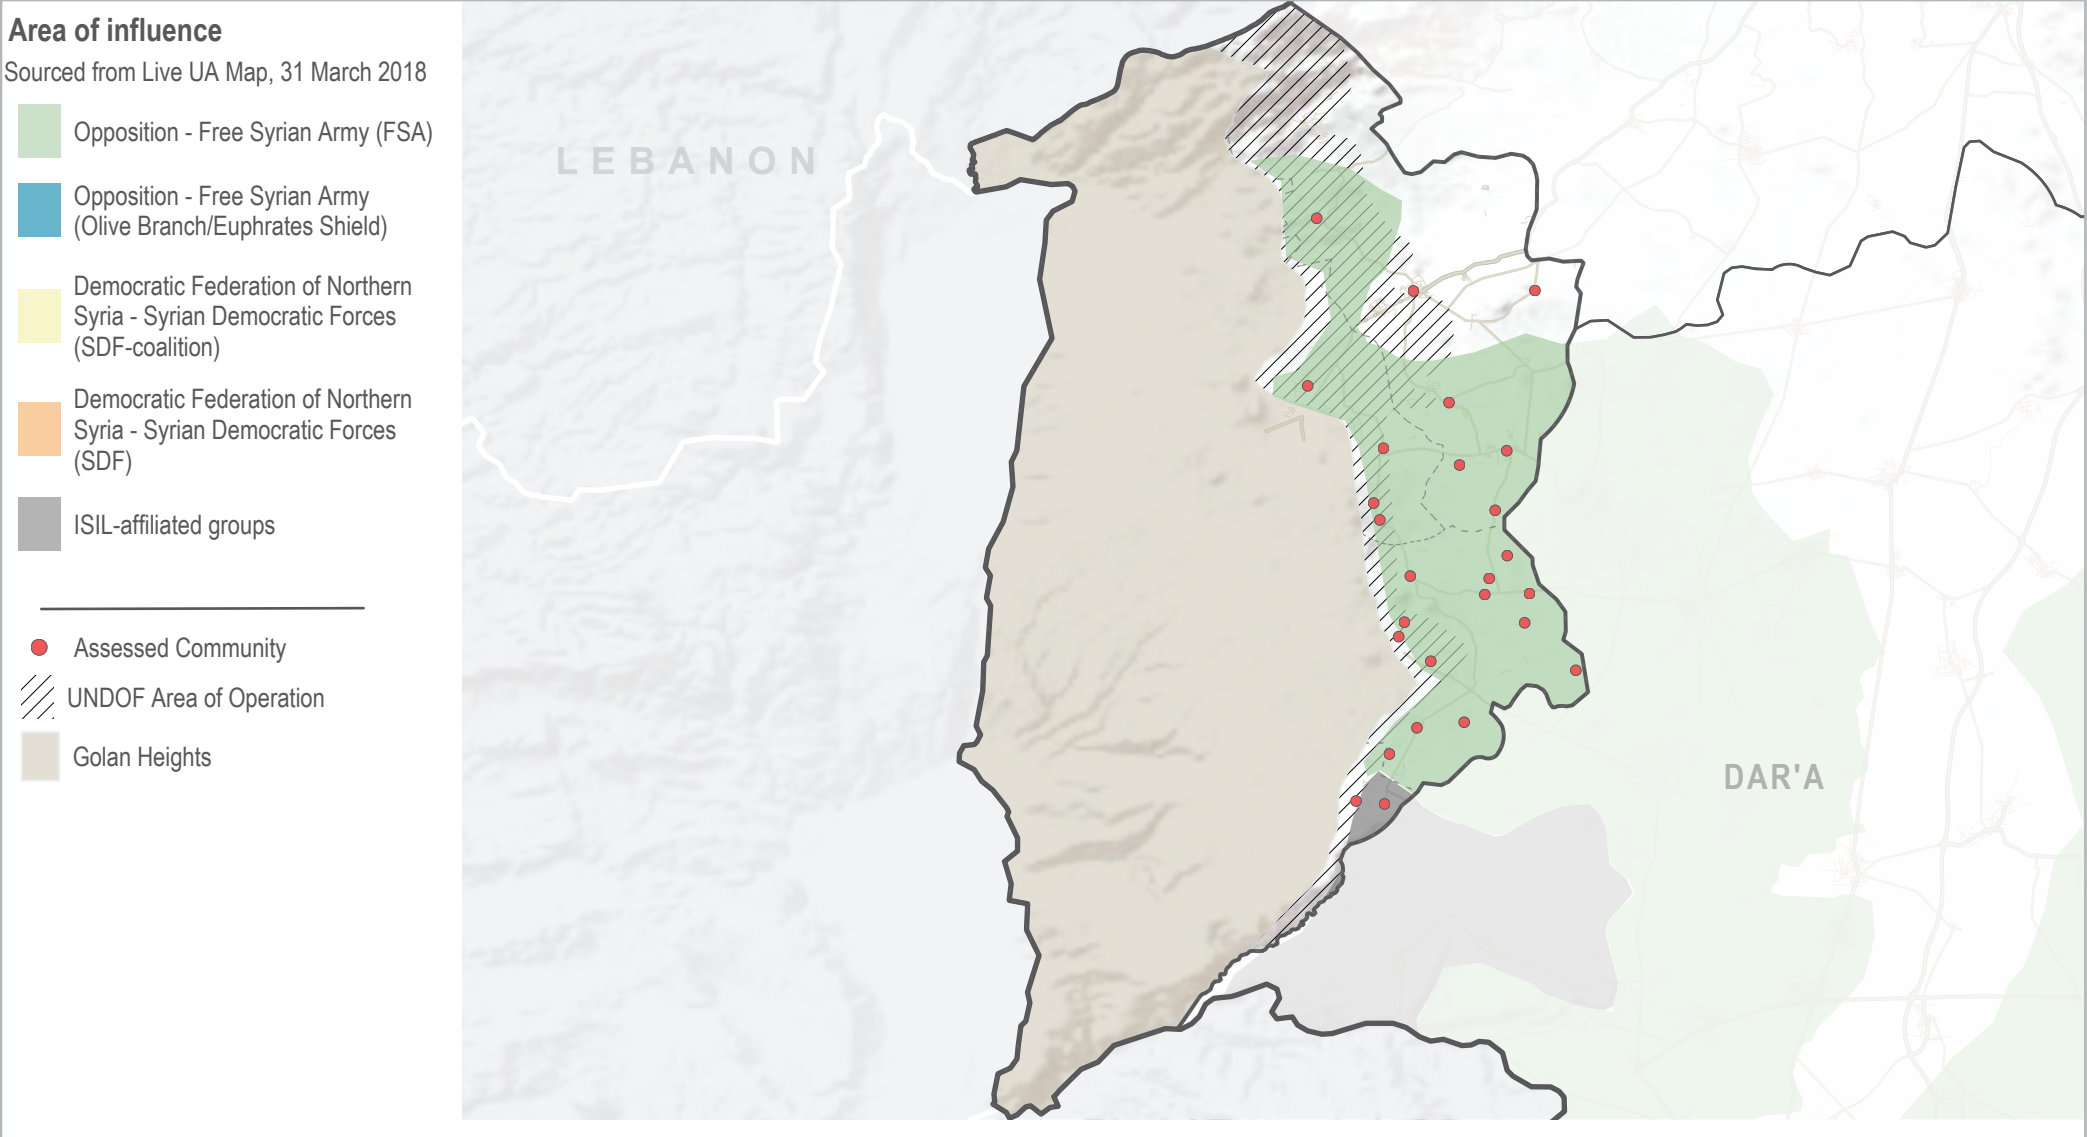 Area of influence
Sourced from Live UA Map, 31 March 2018
Opposition - Free Syrian Army (FSA)
Opposition - Free Syrian Army
(Olive Branch/Euphrates Shield)
Democratic Federation of Northern
Syria - Syrian Democratic Forces
(SDF-coalition)
Democratic Federation of Northern
Syria - Syrian Democratic Forces
(SDF)
ISIL-affiliated groups
Assessed Community
UNDOF Area of Operation
Golan Heights
LEBANON
DAR'A